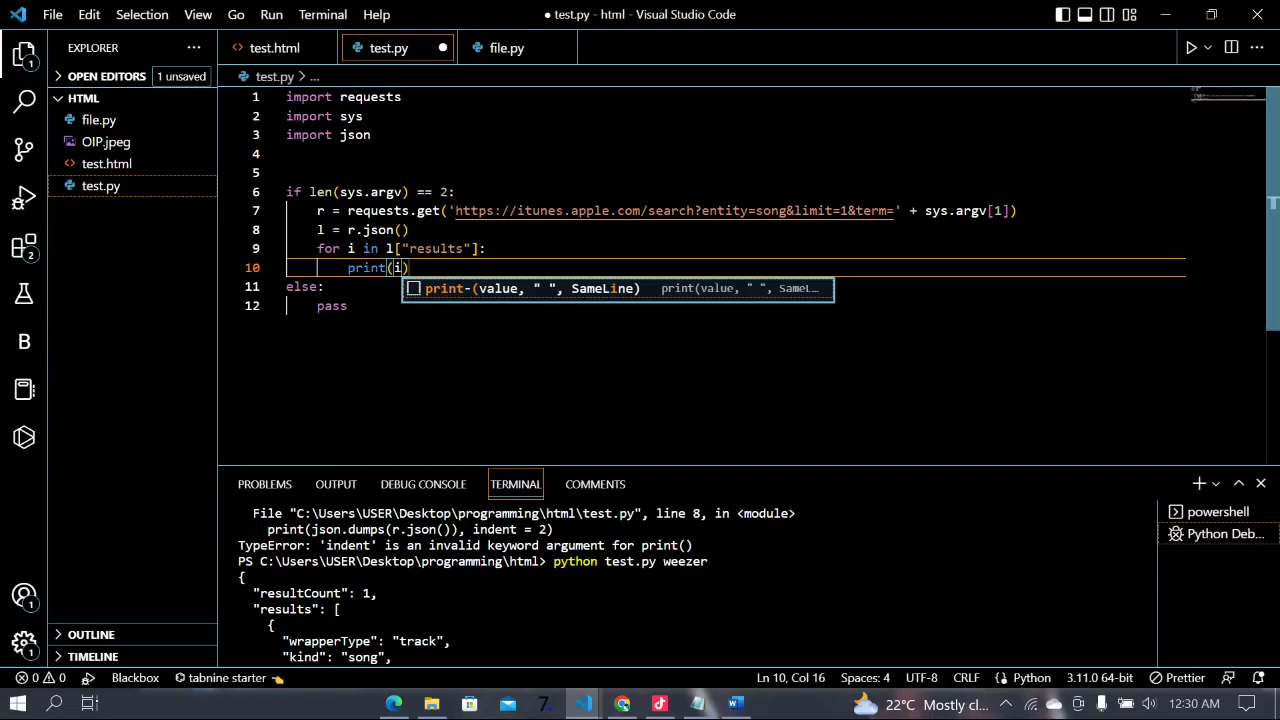 File Edit Selection View Go Run Terminal Help
● test.py - html - Visual Studio Code
EXPLORER ...
<> test.html
test.py ●
file.py
OPEN EDITORS 1 unsaved
HTML
file.py
OIP.jpeg
<> test.html
test.py
OUTLINE
TIMELINE
1
2
B
1
1
test.py > ...
1 import requests
2 import sys
3 import json
4
5
6 if len(sys.argv) == 2:
7 r = requests.get('https://itunes.apple.com/search?entity=song&limit=1&term=' + sys.argv[1])
8 l = r.json()
9 for i in l["results"]:
10 print(i)
print-(value, " ", SameLine) print(value, " ", SameL...
11 else:
12 pass
PROBLEMS OUTPUT DEBUG CONSOLE TERMINAL COMMENTS
File "C:\Users\USER\Desktop\programming\html\test.py", line 8, in <module>
print(json.dumps(r.json()), indent = 2)
TypeError: 'indent' is an invalid keyword argument for print()
PS C:\Users\USER\Desktop\programming\html> python test.py weezer
{
"resultCount": 1,
"results": [
{
"wrapperType": "track",
"kind": "song",
powershell
Python Deb...
0 0 Blackbox tabnine starter Ln 10, Col 16 Spaces: 4 UTF-8 CRLF Python 3.11.0 64-bit Prettier
22°C Mostly cl... 12:30 AM